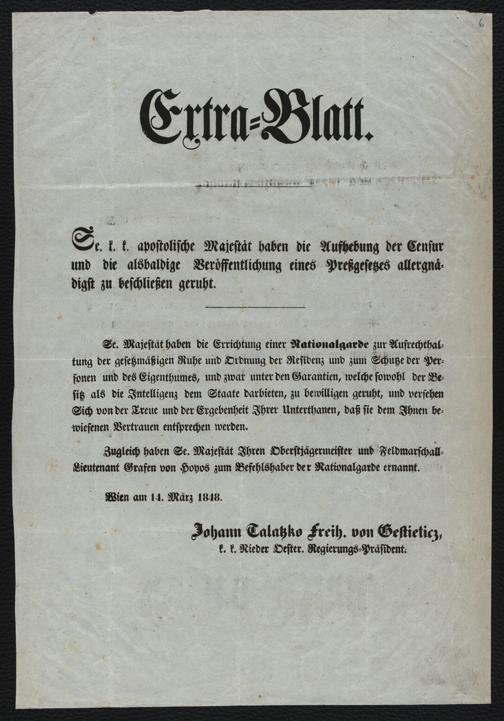 6
Extra-Blatt.
Se. k. k. apostolische Majestät haben die Aufhebung der Censur
und die alsbaldige Veröffentlichung eines Preßgesetzes allergnä-
digst zu beschließen geruht.
Se. Majestät haben die Errichtung einer Nationalgarde zur Aufrechthal-
tung der gesetzmäßigen Ruhe und Ordnung der Residenz und zum Schutze der Per-
sonen und des Eigenthumes, und zwar unter den Garantien, welche sowohl der Be-
sitz als die Intelligenz dem Staate darbieten, zu bewilligen geruht, und versehen
Sich von der Treue und der Ergebenheit Ihrer Unterthanen, daß sie dem Ihnen be-
wiesenen Vertrauen entsprechen werden.
Zugleich haben Se. Majestät Ihren Oberstjägermeister und Feldmarschall-
Lieutenant Grafen von Hoyos zum Befehlshaber der Nationalgarde ernannt.
Wien am 14. März 1848.
Johann Talatzko Freih. von Gestieticz,
k. k. Nieder Oester. Regierungs-Präsident.